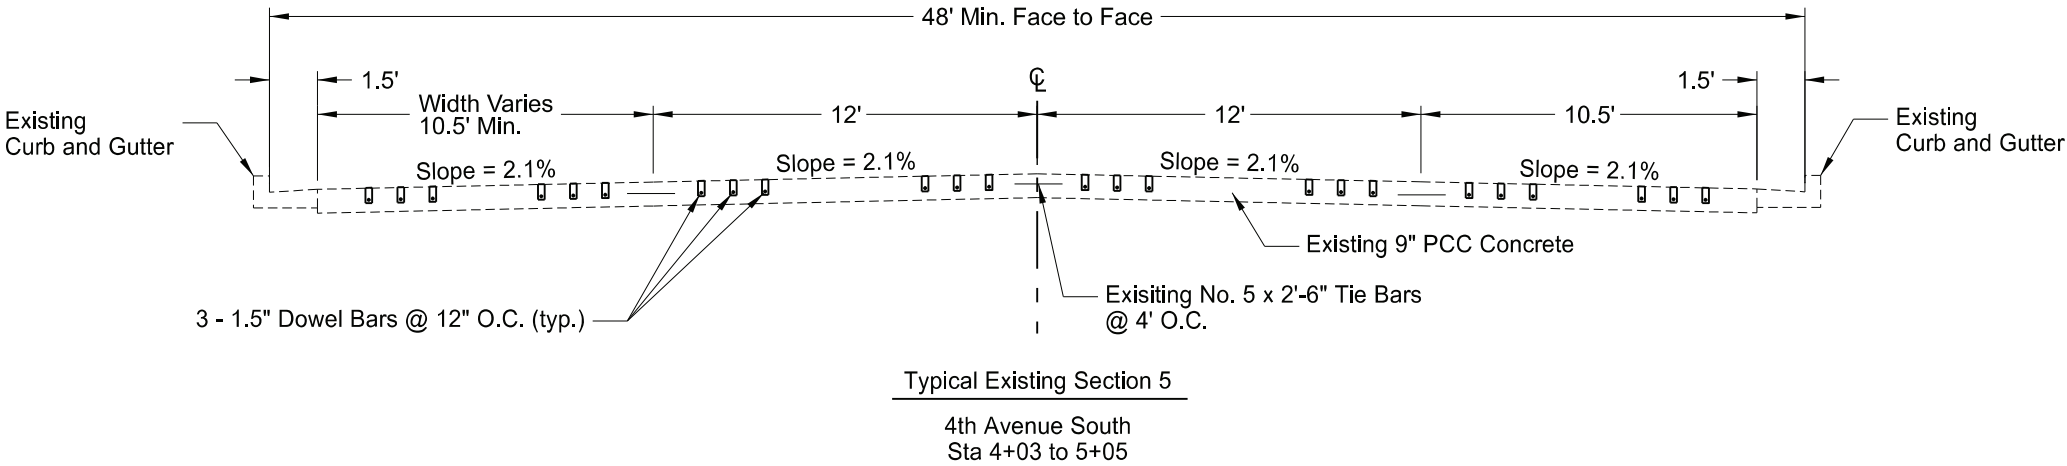 48' Min. Face to Face
℄
1.5'
1.5'
Width Varies
10.5' Min.
12'
12'
10.5'
Existing
Curb and Gutter
Existing
Curb and Gutter
Slope = 2.1%
Slope = 2.1%
Slope = 2.1%
Slope = 2.1%
Existing 9" PCC Concrete
3 - 1.5" Dowel Bars @ 12" O.C. (typ.)
Exisiting No. 5 x 2'-6" Tie Bars
@ 4' O.C.
Typical Existing Section 5
4th Avenue South
Sta 4+03 to 5+05